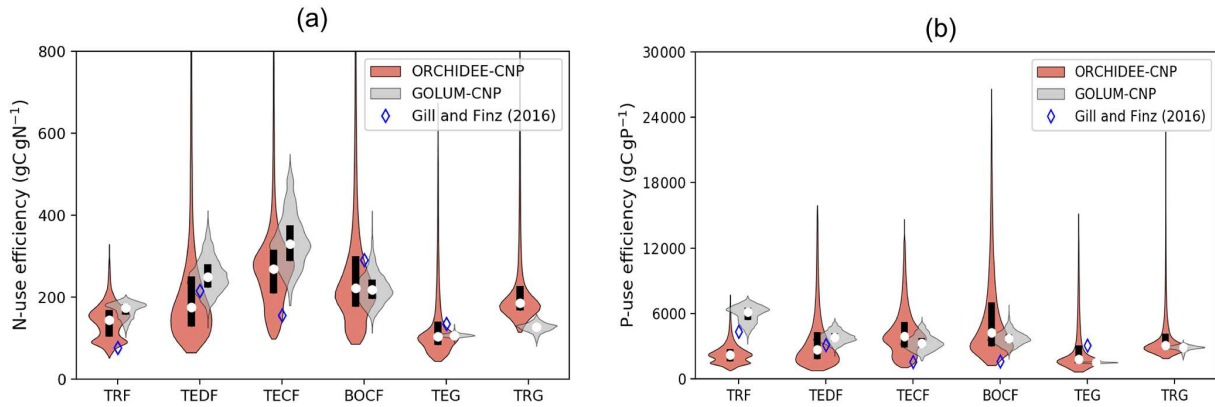 (a)
N-use efficiency (gC gN⁻¹)
800
600
400
200
0
ORCHIDEE-CNP
GOLUM-CNP
Gill and Finz (2016)
TRF TEDF TECF BOCF TEG TRG
(b)
P-use efficiency (gC gP⁻¹)
30000
24000
18000
12000
6000
0
ORCHIDEE-CNP
GOLUM-CNP
Gill and Finz (2016)
TRF TEDF TECF BOCF TEG TRG